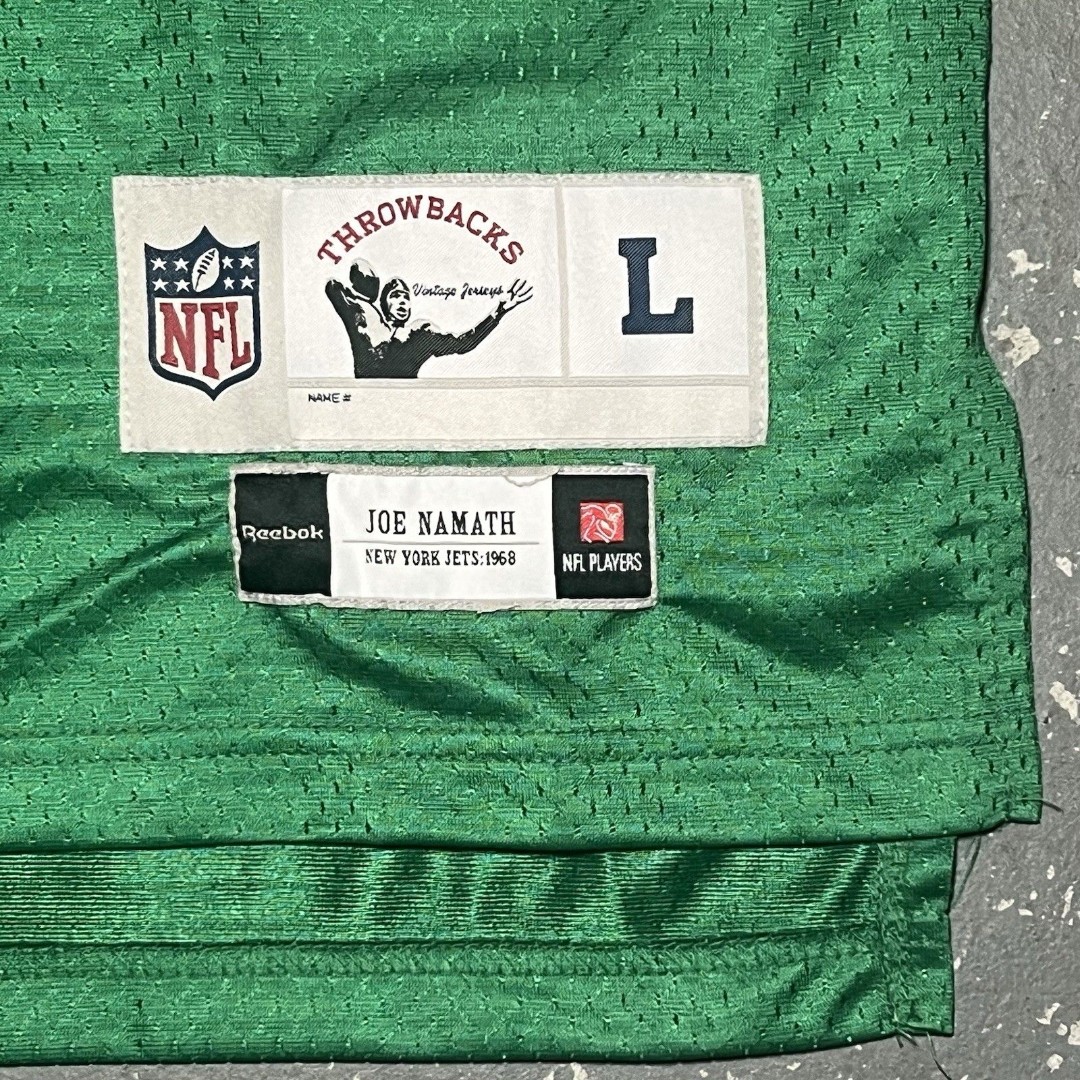 THROWBACKS
Vintage Jerseys
NFL
L
NAME #
Reebok
JOE NAMATH
NEW YORK JETS:1968
NFL PLAYERS